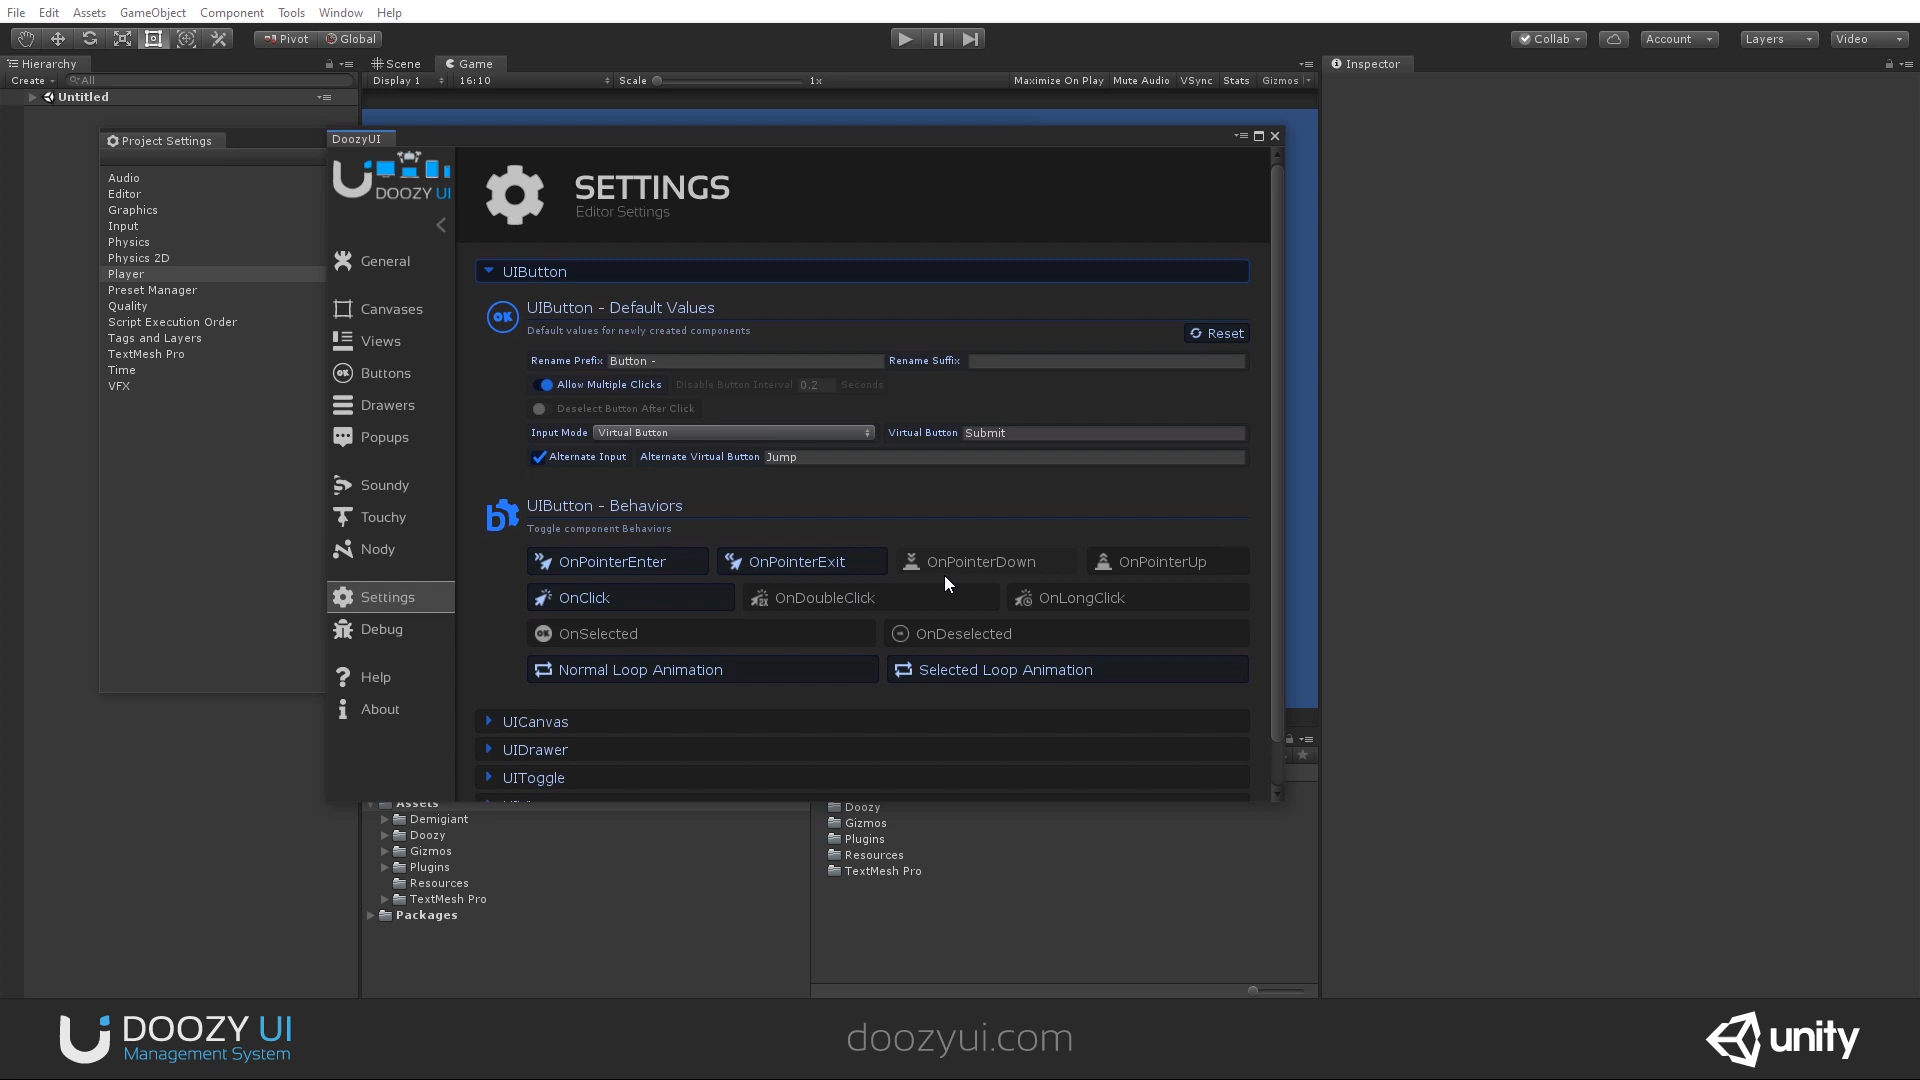 File Edit Assets GameObject Component Tools Window Help
Pivot Global Collab Account Layers Video
Hierarchy Scene Game Inspector
Create All Display 1 16:10 Scale 1x Maximize On Play Mute Audio VSync Stats Gizmos
Untitled
Project Settings
Audio
Editor
Graphics
Input
Physics
Physics 2D
Player
Preset Manager
Quality
Script Execution Order
Tags and Layers
TextMesh Pro
Time
VFX
DoozyUI
DOOZY UI
General
Canvases
Views
Buttons
Drawers
Popups
Soundy
Touchy
Nody
Settings
Debug
Help
About
SETTINGS
Editor Settings
UIButton
OK UIButton - Default Values
Default values for newly created components
Reset
Rename Prefix Button - Rename Suffix
Allow Multiple Clicks Disable Button Interval 0.2 Seconds
Deselect Button After Click
Input Mode Virtual Button Virtual Button Submit
Alternate Input Alternate Virtual Button Jump
UIButton - Behaviors
Toggle component Behaviors
OnPointerEnter OnPointerExit OnPointerDown OnPointerUp
OnClick OnDoubleClick OnLongClick
OnSelected OnDeselected
Normal Loop Animation Selected Loop Animation
UICanvas
UIDrawer
UIToggle
Assets
Demigiant
Doozy
Gizmos
Plugins
Resources
TextMesh Pro
Packages
Doozy
Gizmos
Plugins
Resources
TextMesh Pro
DOOZY UI
Management System
doozyui.com
unity